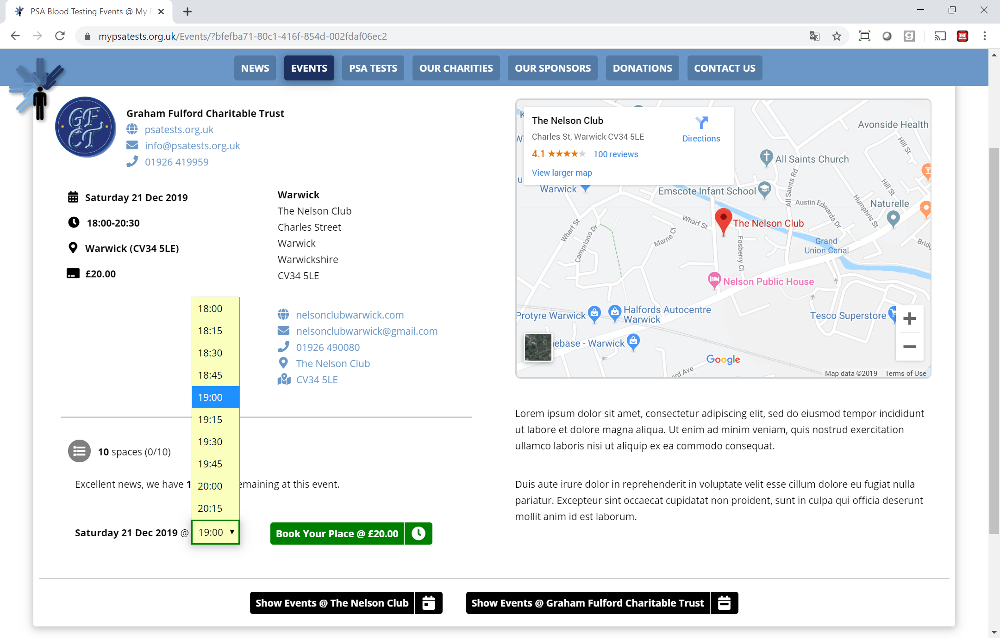 PSA Blood Testing Events @ My
mypsatests.org.uk/Events/?bfefba71-80c1-416f-854d-002fdaf06ec2
NEWS
EVENTS
PSA TESTS
OUR CHARITIES
OUR SPONSORS
DONATIONS
CONTACT US
GFCT
Graham Fulford Charitable Trust
psatests.org.uk
info@psatests.org.uk
01926 419959
Saturday 21 Dec 2019
18:00-20:30
Warwick (CV34 5LE)
£20.00
Warwick
The Nelson Club
Charles Street
Warwick
Warwickshire
CV34 5LE
nelsonclubwarwick.com
nelsonclubwarwick@gmail.com
01926 490080
The Nelson Club
CV34 5LE
18:00
18:15
18:30
18:45
19:00
19:15
19:30
19:45
20:00
20:15
10 spaces (0/10)
Excellent news, we have 1 emaining at this event.
Saturday 21 Dec 2019 @ 19:00
Book Your Place @ £20.00
The Nelson Club
Charles St, Warwick CV34 5LE
4.1 100 reviews
View larger map
Directions
Avonside Health
Hill St
All Saints Church
All Saints Rd
Hill St
Warwick
Emscote Infant School
Austin Edwards Dr
Humphris St
Naturelle
Wharf St
The Nelson Club
Wharf St
Campriano Dr
Marne Cl
Fosberry Cl
Grand
Union Canal
Bridg
Nelson Public House
Protyre Warwick
Halfords Autocentre
Warwick
Tesco Superstore
nebase - Warwick
Google
ard Ave
Map data ©2019 Terms of Use
Lorem ipsum dolor sit amet, consectetur adipiscing elit, sed do eiusmod tempor incididunt
ut labore et dolore magna aliqua. Ut enim ad minim veniam, quis nostrud exercitation
ullamco laboris nisi ut aliquip ex ea commodo consequat.
Duis aute irure dolor in reprehenderit in voluptate velit esse cillum dolore eu fugiat nulla
pariatur. Excepteur sint occaecat cupidatat non proident, sunt in culpa qui officia deserunt
mollit anim id est laborum.
Show Events @ The Nelson Club
Show Events @ Graham Fulford Charitable Trust